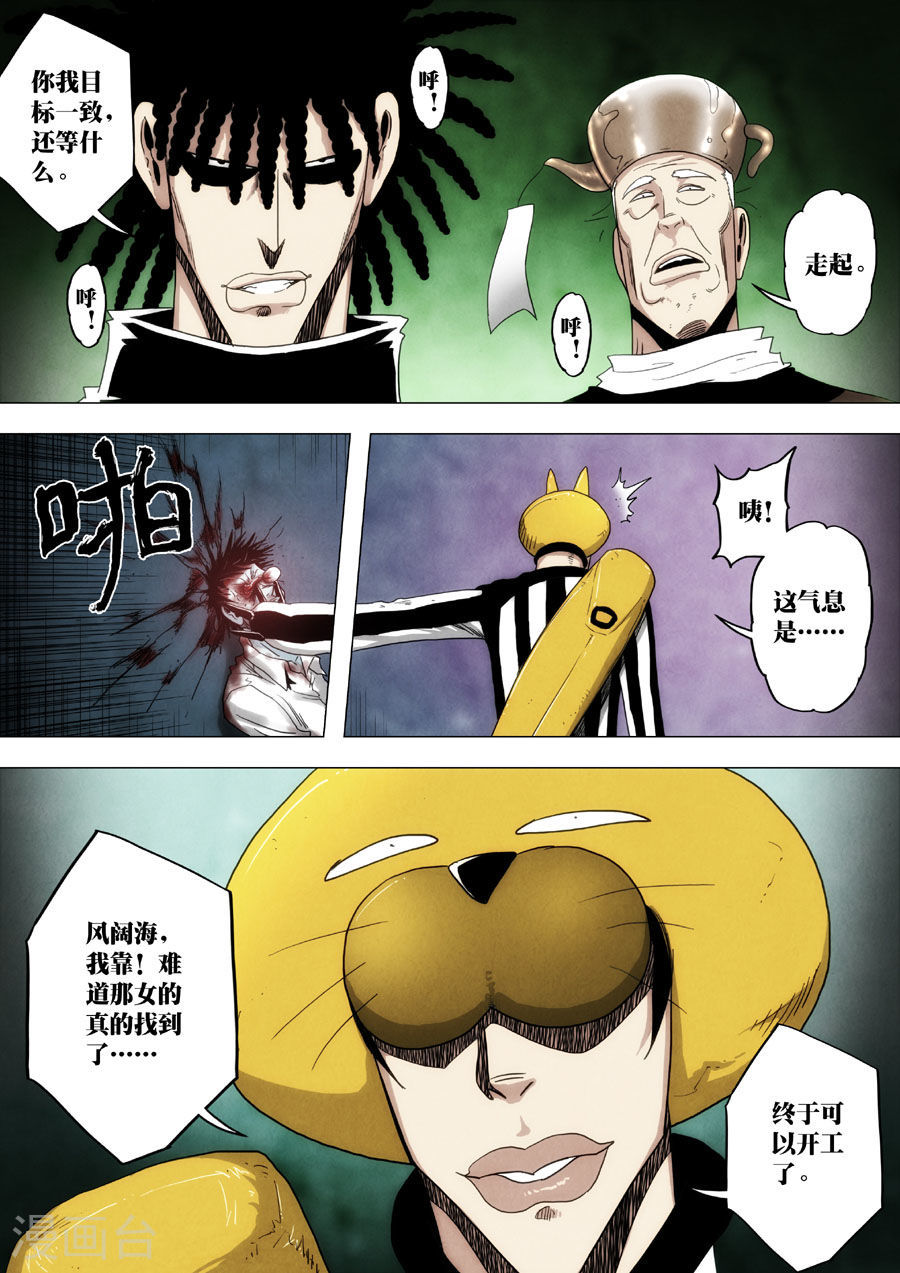 你我目
标一致，
还等什
么。
呼！
呼！
呼！
走起。
啪
咦！
这气息
是……
风阔海，
我靠！难
道那女的
真的找到
了……
终于可
以开工
了。
漫画台